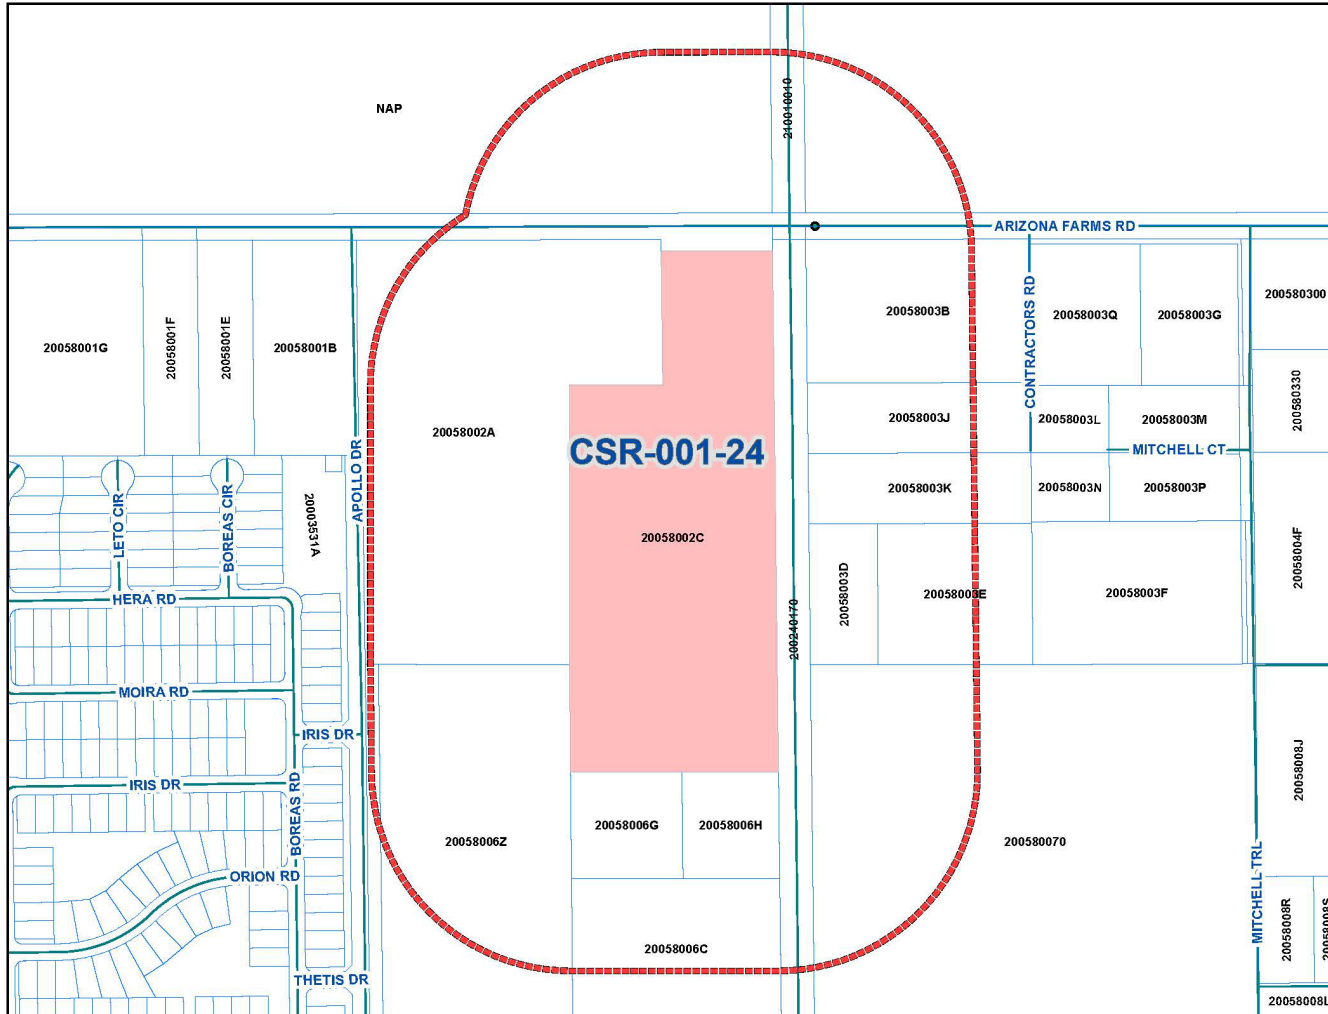 NAP
210010010
ARIZONA FARMS RD
20058001G
20058001F
20058001E
20058001B
20058003B
CONTRACTORS RD
20058003Q
20058003G
200580300
20058002A
20058003J
20058003L
20058003M
200580330
CSR-001-24
MITCHELL CT
APOLLO DR
LETO CIR
BOREAS CIR
20003531A
20058002C
20058003K
20058003N
20058003P
20058003D
20058003E
20058003F
20058004F
HERA RD
200240170
MOIRA RD
IRIS DR
IRIS DR
BOREAS RD
20058006Z
20058006G
20058006H
200580070
20058008J
MITCHELL TRL
ORION RD
20058006C
20058008R
20058008S
THETIS DR
20058008L